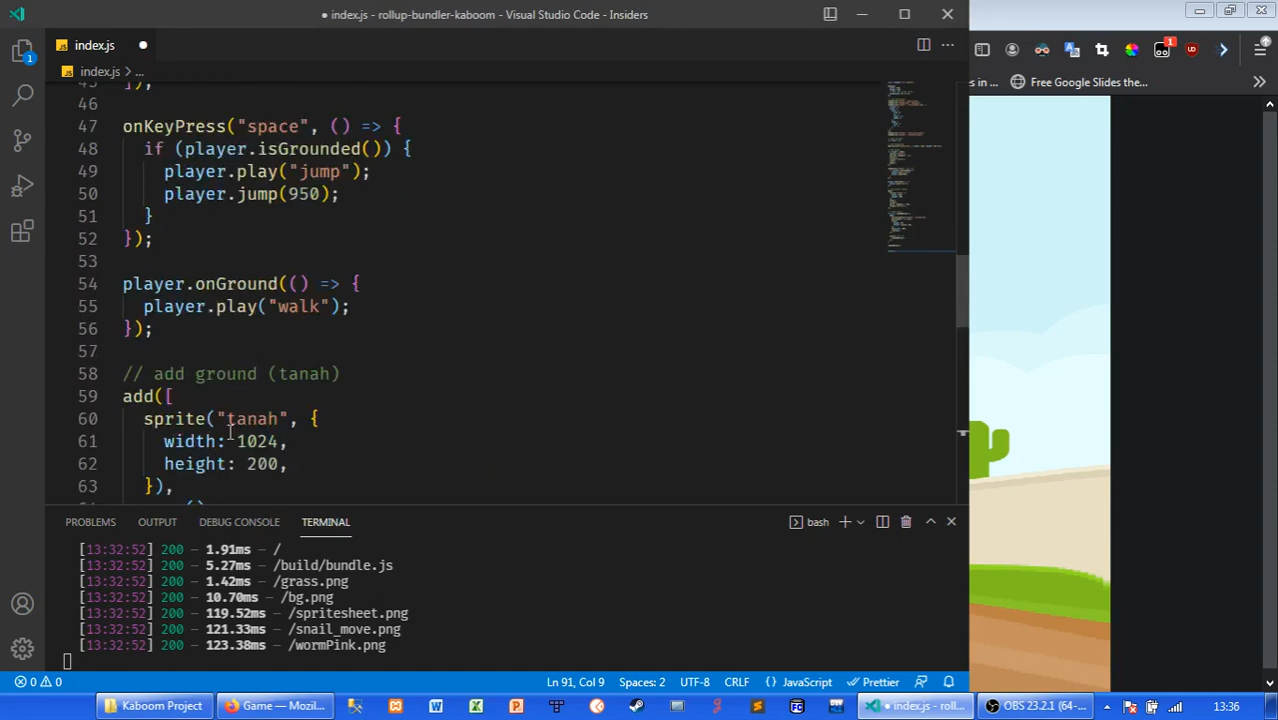 ● index.js - rollup-bundler-kaboom - Visual Studio Code - Insiders
index.js ●
index.js > ...
46
47 onKeyPress("space", () => {
48 if (player.isGrounded()) {
49 player.play("jump");
50 player.jump(950);
51 }
52 });
53
54 player.onGround(() => {
55 player.play("walk");
56 });
57
58 // add ground (tanah)
59 add([
60 sprite("tanah", {
61 width: 1024,
62 height: 200,
63 }),
PROBLEMS OUTPUT DEBUG CONSOLE TERMINAL
bash
[13:32:52] 200 – 1.91ms – /
[13:32:52] 200 – 5.27ms – /build/bundle.js
[13:32:52] 200 – 1.42ms – /grass.png
[13:32:52] 200 – 10.70ms – /bg.png
[13:32:52] 200 – 119.52ms – /spritesheet.png
[13:32:52] 200 – 121.33ms – /snail_move.png
[13:32:52] 200 – 123.38ms – /wormPink.png
0 0 Ln 91, Col 9 Spaces: 2 UTF-8 CRLF {} JavaScript Prettier
1
1
es in ... Free Google Slides the...
Kaboom Project Game — Mozil... ● index.js - roll... OBS 23.2.1 (64-... 13:36